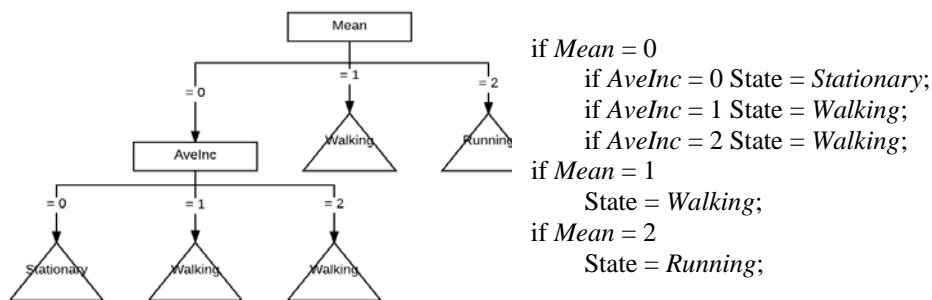 Mean
= 0
= 1
= 2
Walking
Running
AveInc
= 0
= 1
= 2
Stationary
Walking
Walking
if Mean = 0
if AveInc = 0 State = Stationary;
if AveInc = 1 State = Walking;
if AveInc = 2 State = Walking;
if Mean = 1
State = Walking;
if Mean = 2
State = Running;